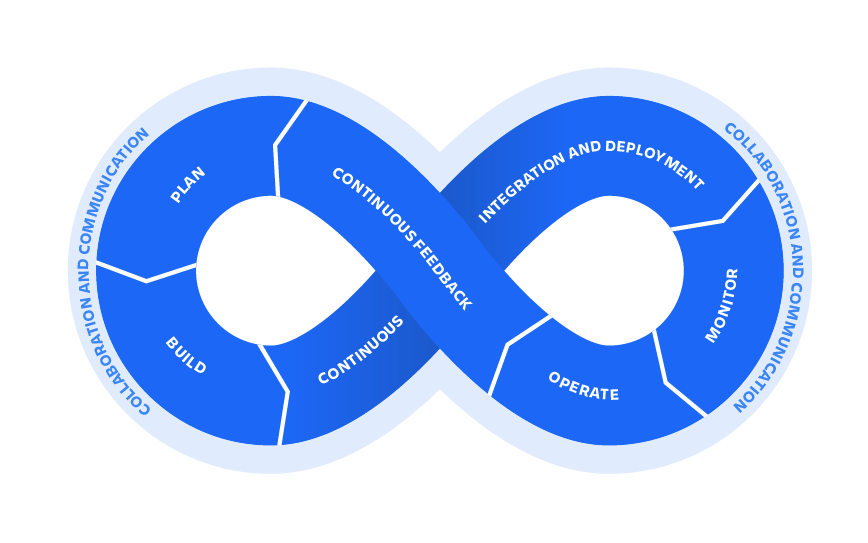 COLLABORATION AND COMMUNICATION
PLAN
BUILD
CONTINUOUS
INTEGRATION AND DEPLOYMENT
MONITOR
OPERATE
CONTINUOUS FEEDBACK
COLLABORATION AND COMMUNICATION